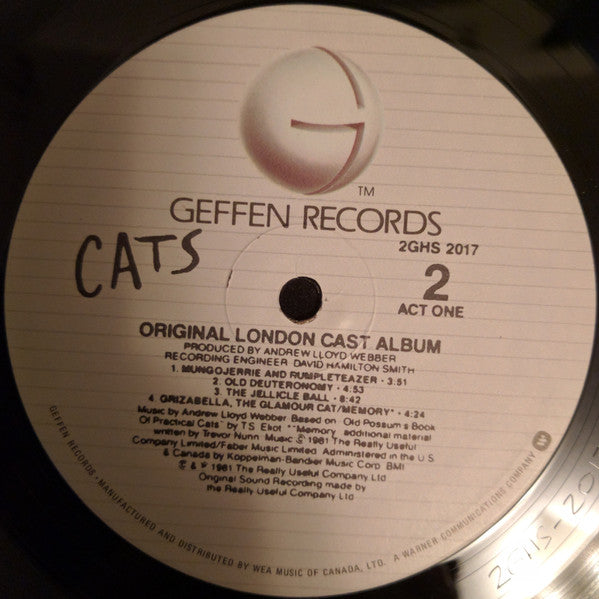 TM
GEFFEN RECORDS
2GHS 2017
CATS
2
ACT ONE
ORIGINAL LONDON CAST ALBUM
PRODUCED BY ANDREW LLOYD WEBBER
RECORDING ENGINEER: DAVID HAMILTON SMITH
1. MUNGOJERRIE AND RUMPLETEAZER • 3:51
2. OLD DEUTERONOMY • 4:53
3. THE JELLICLE BALL • 8:42
4. GRIZABELLA, THE GLAMOUR CAT/MEMORY* • 4:24
Music by Andrew Lloyd Webber Based on Old Possum's Book
Of Practical Cats by T.S. Eliot *"Memory" additional material
written by Trevor Nunn Music © 1981 The Really Useful
Company Limited/Faber Music Limited Administered in the U.S.
& Canada by Koppelman-Bandier Music Corp BMI
© & ℗ 1981 The Really Useful Company Ltd
Original Sound Recording made by
the Really Useful Company Ltd
GEFFEN RECORDS • MANUFACTURED AND DISTRIBUTED BY WEA MUSIC OF CANADA, LTD. A WARNER COMMUNICATIONS COMPANY